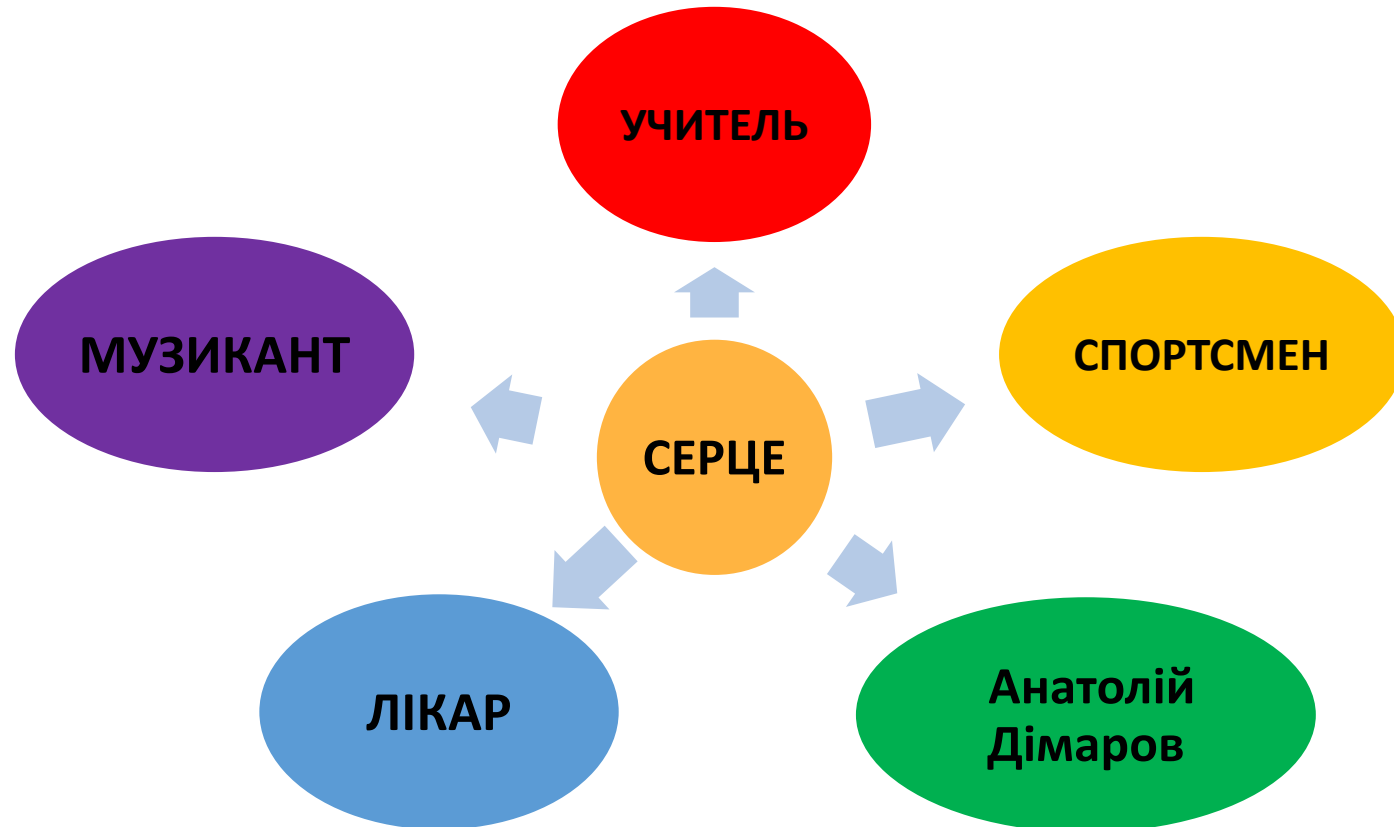 УЧИТЕЛЬ
МУЗИКАНТ
СПОРТСМЕН
СЕРЦЕ
ЛІКАР
Анатолій
Дімаров